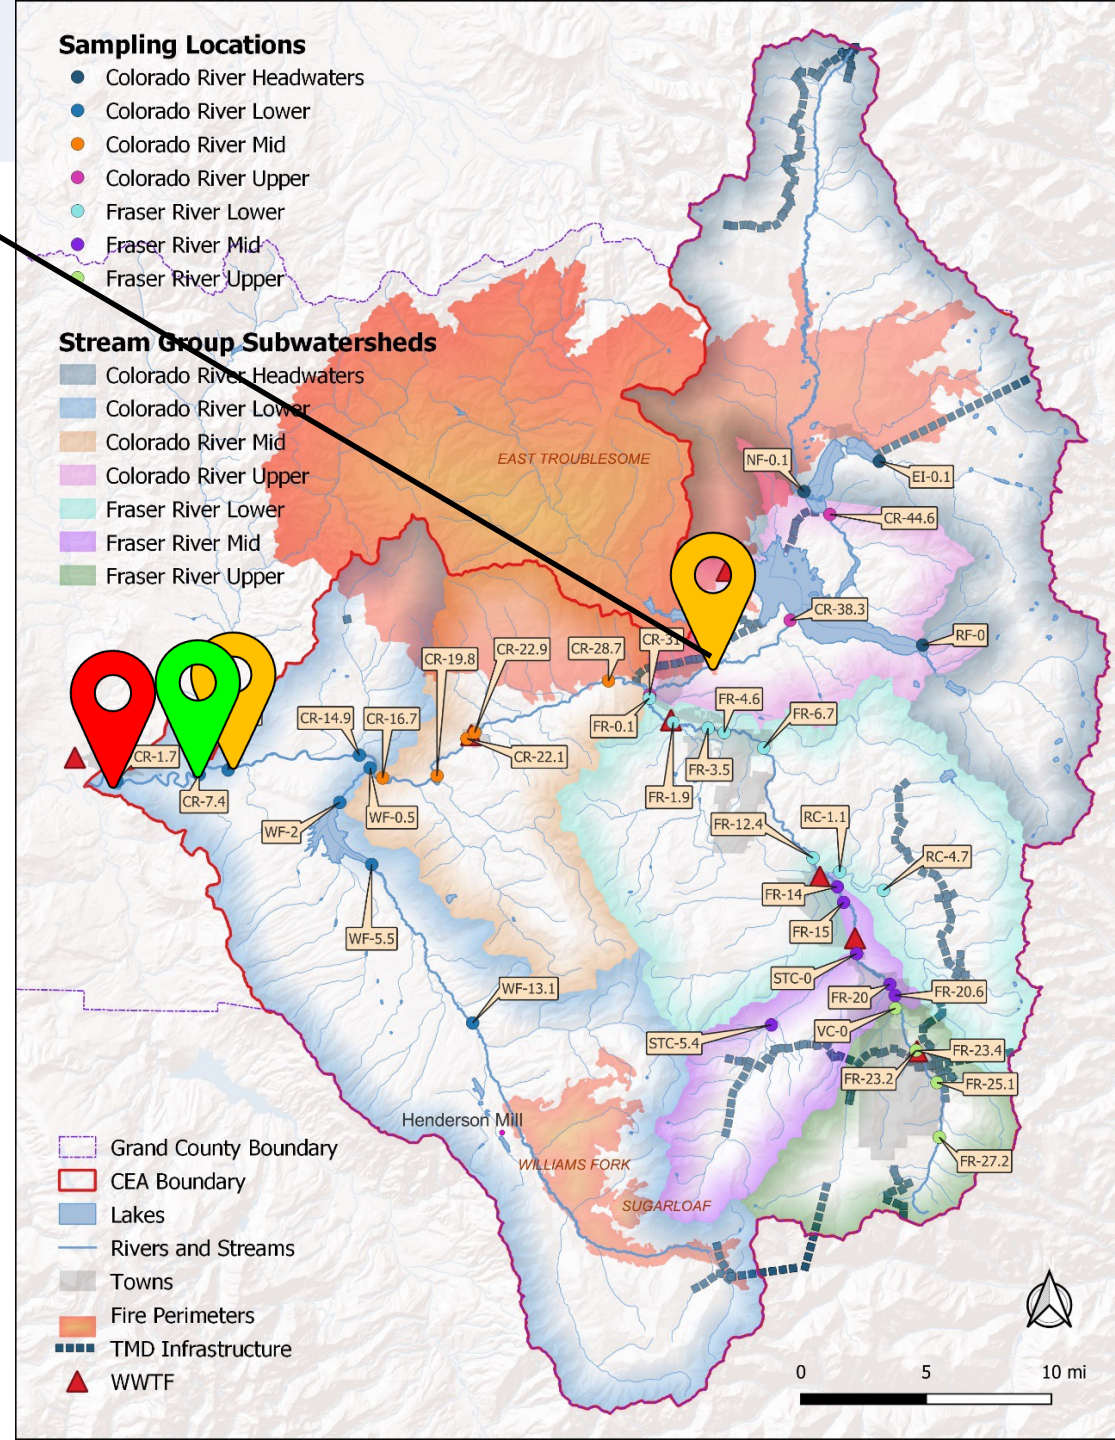 Sampling Locations
Colorado River Headwaters
Colorado River Lower
Colorado River Mid
Colorado River Upper
Fraser River Lower
Fraser River Mid
Fraser River Upper
Stream Group Subwatersheds
Colorado River Headwaters
Colorado River Lower
Colorado River Mid
Colorado River Upper
Fraser River Lower
Fraser River Mid
Fraser River Upper
EAST TROUBLESOME
NF-0.1
EI-0.1
CR-44.6
CR-38.3
RF-0
CR-31
CR-28.7
CR-22.9
CR-19.8
FR-4.6
FR-6.7
FR-0.1
CR-14.9
CR-16.7
CR-1.7
CR-22.1
FR-3.5
FR-1.9
CR-7.4
WF-0.5
WF-2
FR-12.4
RC-1.1
RC-4.7
FR-14
FR-15
WF-5.5
STC-0
WF-13.1
FR-20
FR-20.6
VC-0
STC-5.4
FR-23.4
FR-23.2
FR-25.1
Henderson Mill
FR-27.2
WILLIAMS FORK
SUGARLOAF
Grand County Boundary
CEA Boundary
Lakes
Rivers and Streams
Towns
Fire Perimeters
TMD Infrastructure
WWTF
0 5 10 mi